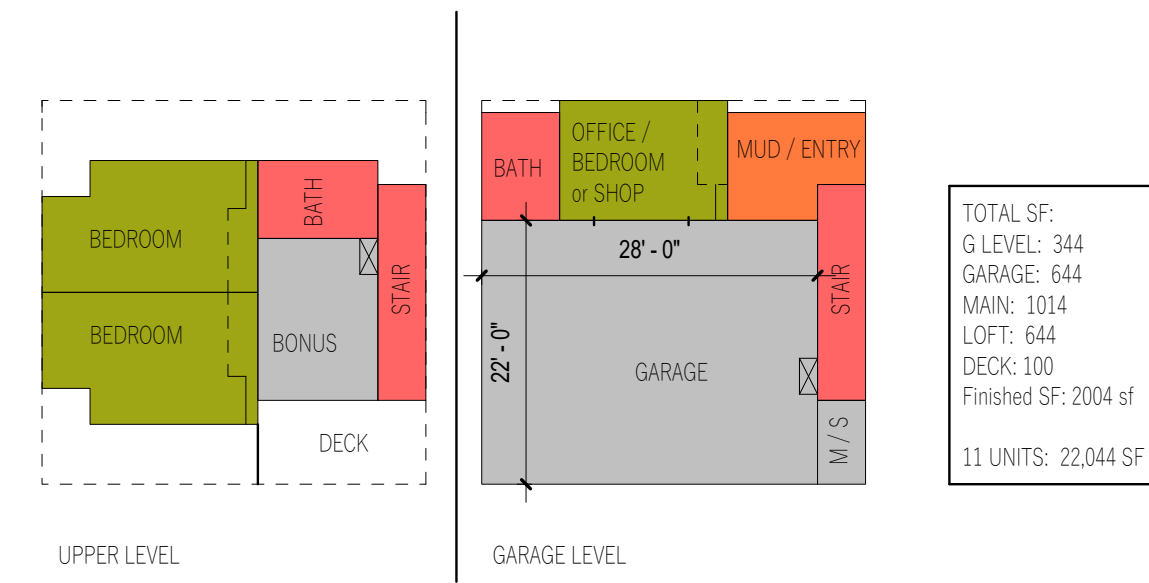 BEDROOM
BATH
BEDROOM
BONUS
STAIR
DECK
UPPER LEVEL
BATH
OFFICE /
BEDROOM
or SHOP
MUD / ENTRY
28' - 0"
22' - 0"
STAIR
GARAGE
M / S
GARAGE LEVEL
TOTAL SF:
G LEVEL: 344
GARAGE: 644
MAIN: 1014
LOFT: 644
DECK: 100
Finished SF: 2004 sf
11 UNITS: 22,044 SF